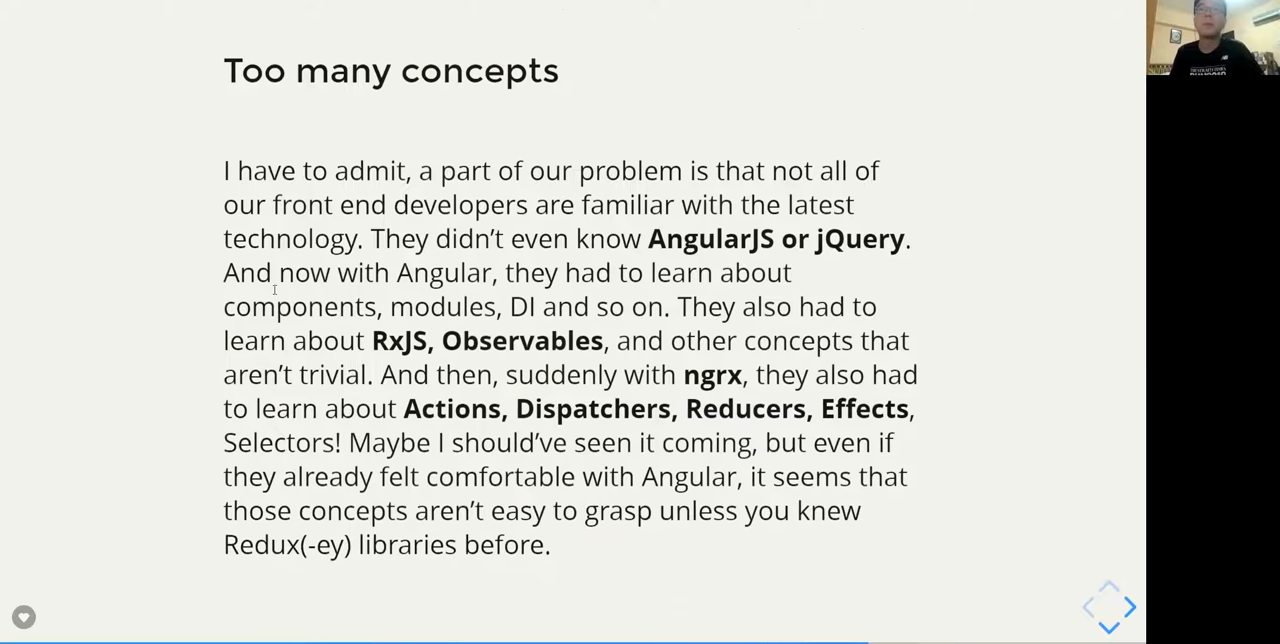 Too many concepts
I have to admit, a part of our problem is that not all of
our front end developers are familiar with the latest
technology. They didn’t even know AngularJS or jQuery.
And now with Angular, they had to learn about
components, modules, DI and so on. They also had to
learn about RxJS, Observables, and other concepts that
aren’t trivial. And then, suddenly with ngrx, they also had
to learn about Actions, Dispatchers, Reducers, Effects,
Selectors! Maybe I should’ve seen it coming, but even if
they already felt comfortable with Angular, it seems that
those concepts aren’t easy to grasp unless you knew
Redux(-ey) libraries before.